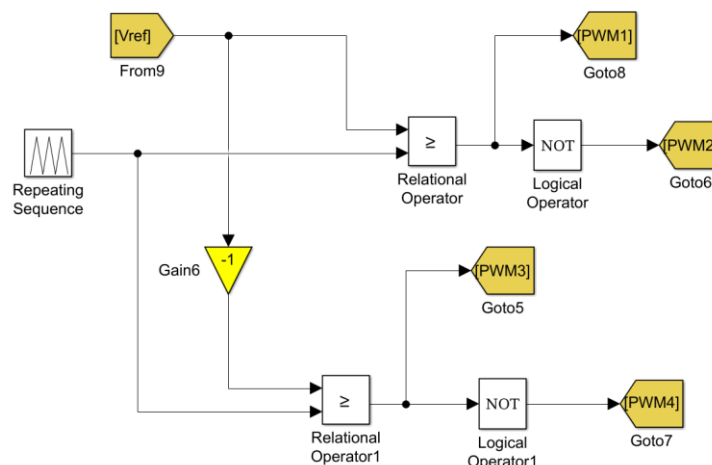 [Vref]
From9
[PWM1]
Goto8
Repeating
Sequence
≥
Relational
Operator
NOT
Logical
Operator
[PWM2
Goto6
-1
Gain6
[PWM3]
Goto5
≥
Relational
Operator1
NOT
Logical
Operator1
[PWM4]
Goto7